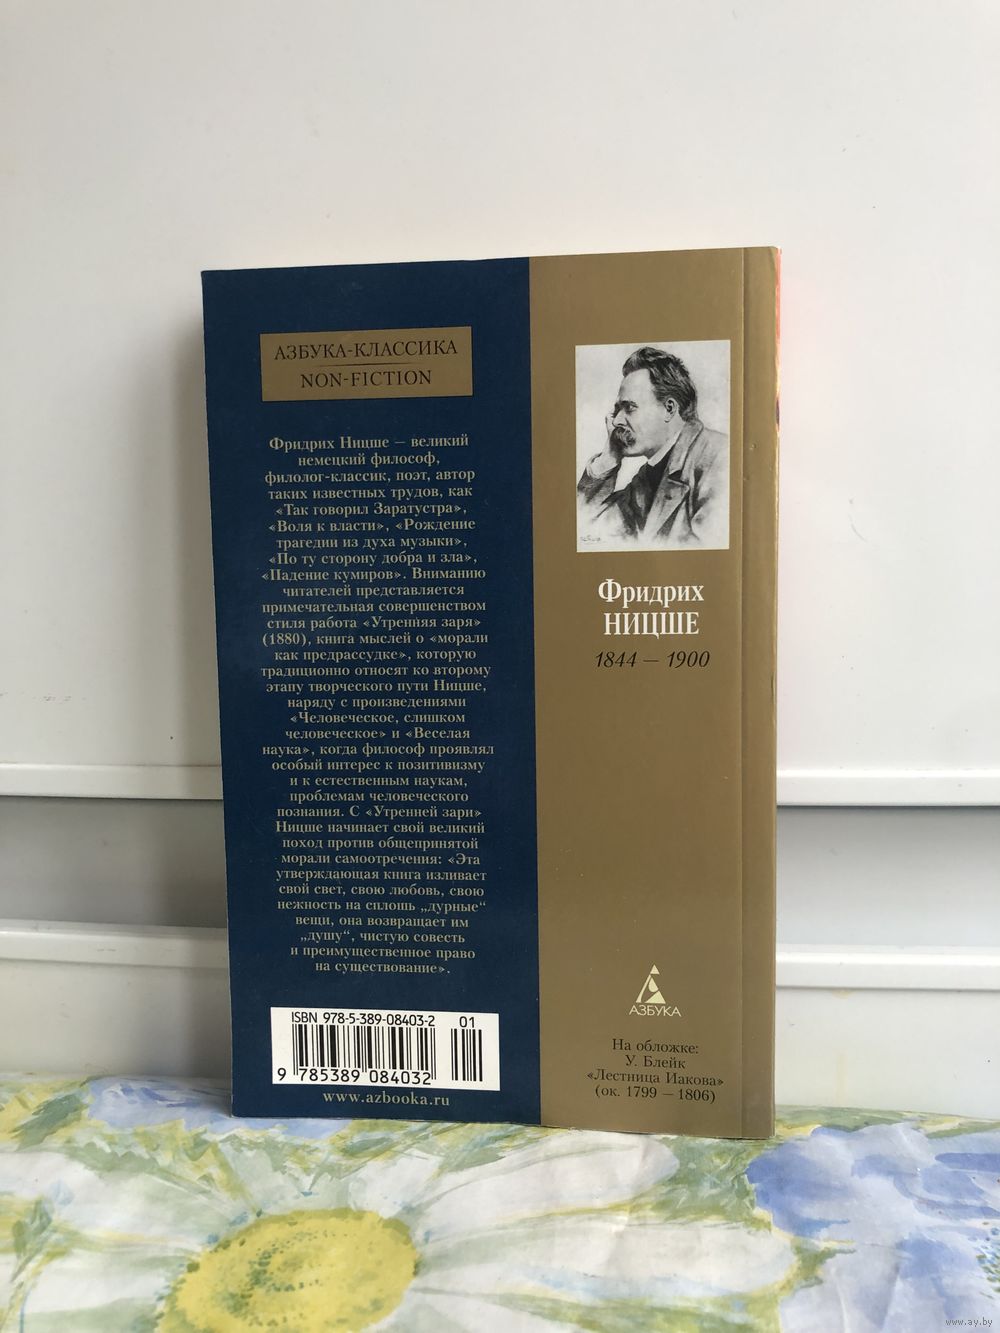 АЗБУКА-КЛАССИКА
NON-FICTION
Фридрих Ницше — великий
немецкий философ,
филолог-классик, поэт, автор
таких известных трудов, как
«Так говорил Заратустра»,
«Воля к власти», «Рождение
трагедии из духа музыки»,
«По ту сторону добра и зла»,
«Падение кумиров». Вниманию
читателей представляется
примечательная совершенством
стиля работа «Утренняя заря»
(1880), книга мыслей о «морали
как предрассудке», которую
традиционно относят ко второму
этапу творческого пути Ницше,
наряду с произведениями
«Человеческое, слишком
человеческое» и «Веселая
наука», когда философ проявлял
особый интерес к позитивизму
и к естественным наукам,
проблемам человеческого
познания. С «Утренней зари»
Ницше начинает свой великий
поход против общепринятой
морали самоотречения: «Эта
утверждающая книга изливает
свой свет, свою любовь, свою
нежность на сплошь „дурные“
вещи, она возвращает им
„душу“, чистую совесть
и преимущественное право
на существование».
ISBN 978-5-389-08403-2
01
9 785389 084032
www.azbooka.ru
Фридрих
НИЦШЕ
1844 — 1900
АЗБУКА
На обложке:
У. Блейк
«Лестница Иакова»
(ок. 1799 — 1806)
www.ay.by